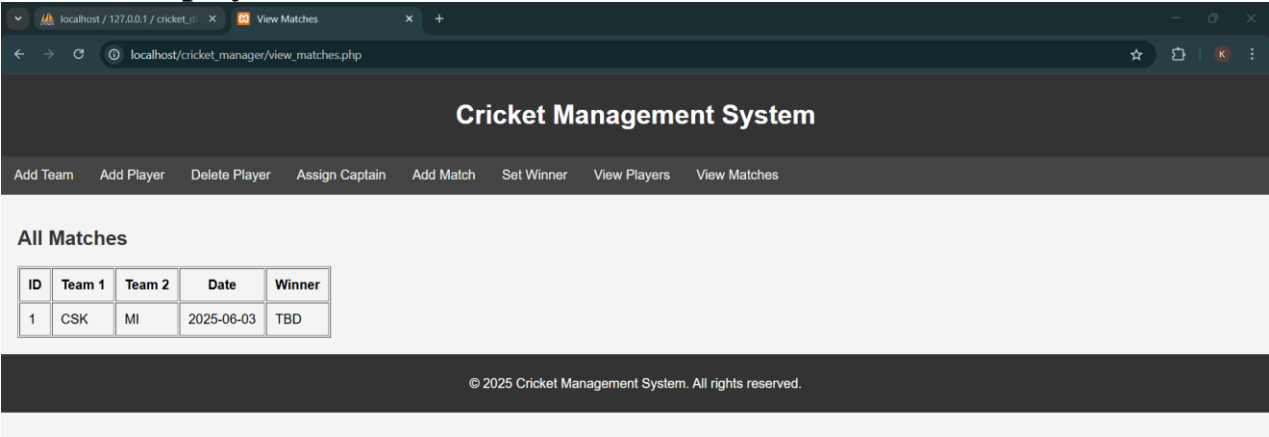 localhost / 127.0.0.1 / cricket_d
View Matches
localhost/cricket_manager/view_matches.php
K
Cricket Management System
Add Team Add Player Delete Player Assign Captain Add Match Set Winner View Players View Matches
All Matches
ID Team 1 Team 2 Date Winner
1 CSK MI 2025-06-03 TBD
© 2025 Cricket Management System. All rights reserved.